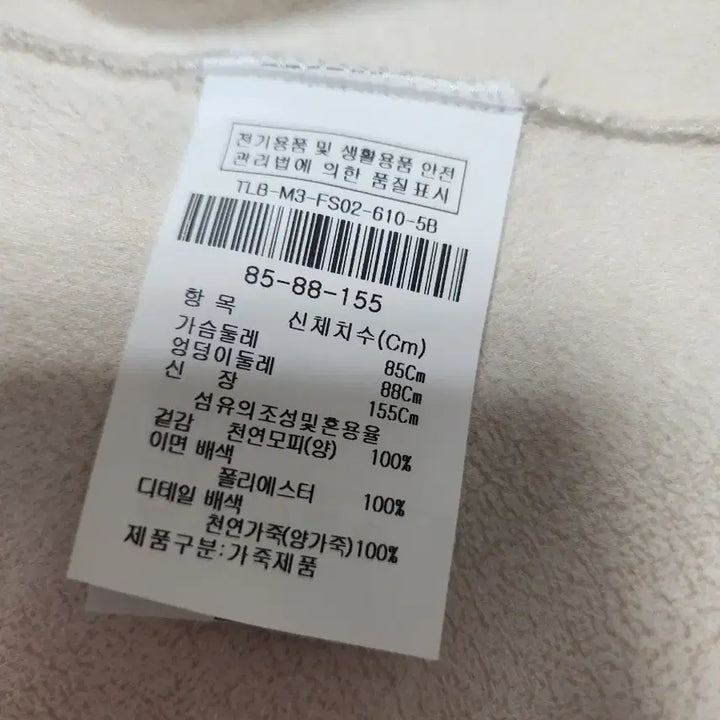 전기용품 및 생활용품 안전
관리법에 의한 품질표시
TLB-M3-FS02-610-5B
85-88-155
항 목 신체치수(Cm)
가슴둘레 85Cm
엉덩이둘레 88Cm
신 장 155Cm
섬유의조성및혼용율
겉감 천연모피(양) 100%
이면 배색
폴리에스터 100%
디테일 배색
천연가죽(양가죽)100%
제품구분:가죽제품